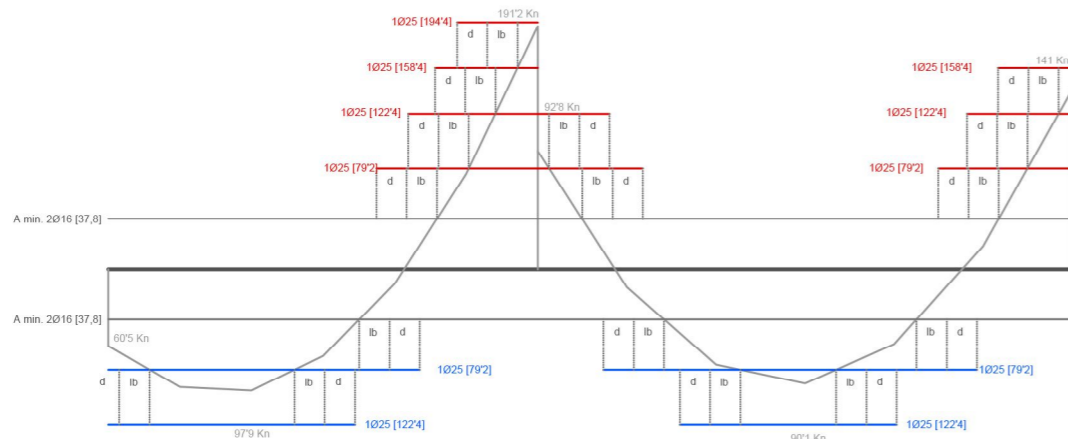 191'2 Kn
1Ø25 [194'4]
d lb
1Ø25 [158'4]
141 Kn
1Ø25 [158'4]
d lb
d lb
92'8 Kn
1Ø25 [122'4]
1Ø25 [122'4]
d lb
lb d
d lb
1Ø25 [79'2]
1Ø25 [79'2]
d lb
lb d
d lb
A min. 2Ø16 [37,8]
A min. 2Ø16 [37,8]
60'5 Kn
lb d
d lb
lb d
1Ø25 [79'2]
1Ø25 [79'2]
d lb
lb d
d lb
lb d
1Ø25 [122'4]
1Ø25 [122'4]
97'9 Kn
90'1 Kn